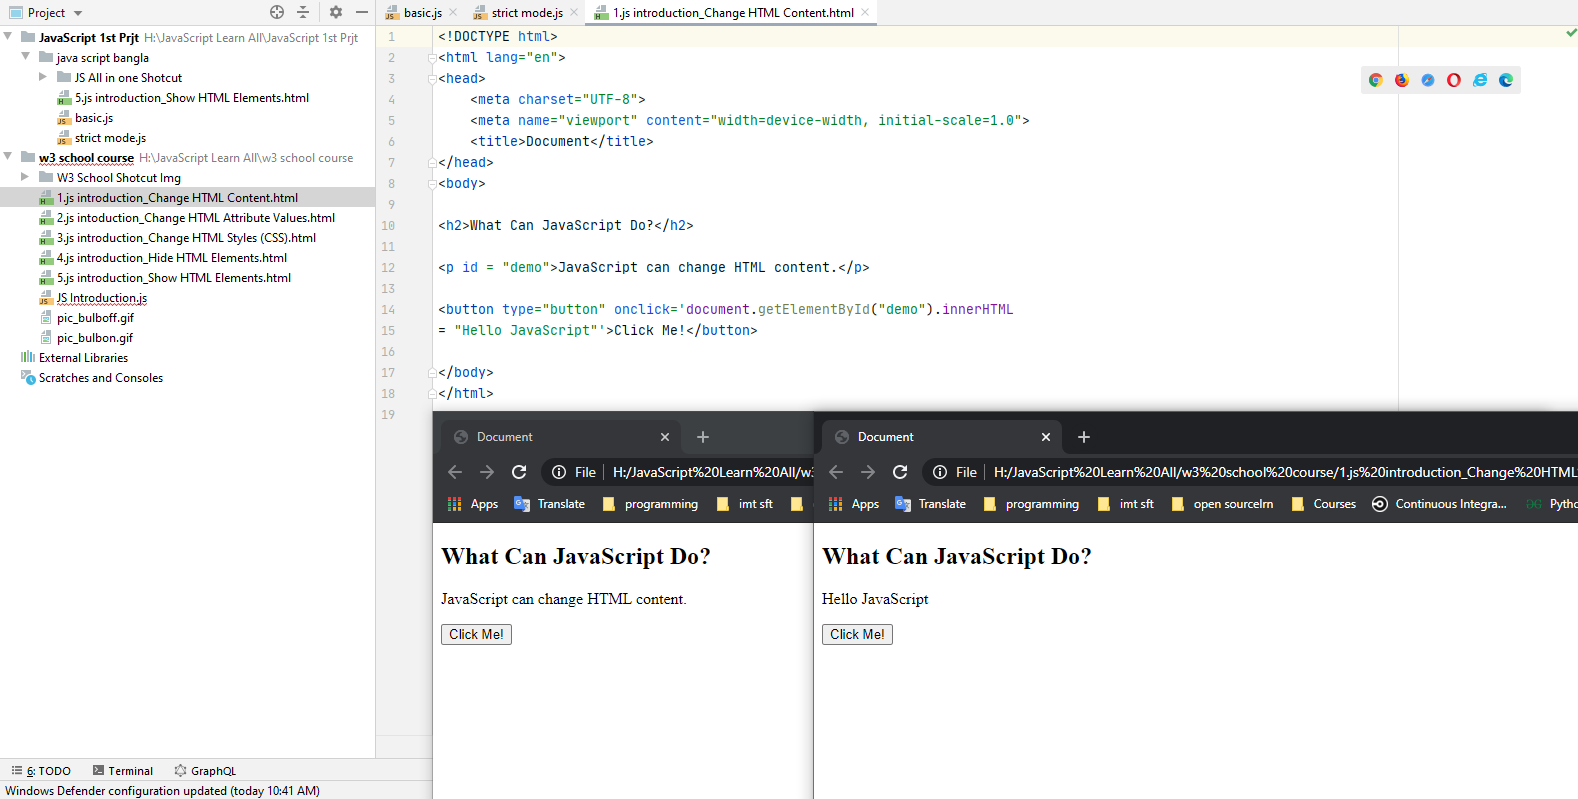 Project
JavaScript 1st Prjt H:\JavaScript Learn All\JavaScript 1st Prjt
java script bangla
JS All in one Shotcut
5.js introduction_Show HTML Elements.html
basic.js
strict mode.js
w3 school course H:\JavaScript Learn All\w3 school course
W3 School Shotcut Img
1.js introduction_Change HTML Content.html
2.js intoduction_Change HTML Attribute Values.html
3.js introduction_Change HTML Styles (CSS).html
4.js introduction_Hide HTML Elements.html
5.js introduction_Show HTML Elements.html
JS Introduction.js
pic_bulboff.gif
pic_bulbon.gif
External Libraries
Scratches and Consoles
basic.js strict mode.js 1.js introduction_Change HTML Content.html
1 <!DOCTYPE html>
2 <html lang="en">
3 <head>
4 <meta charset="UTF-8">
5 <meta name="viewport" content="width=device-width, initial-scale=1.0">
6 <title>Document</title>
7 </head>
8 <body>
9
10 <h2>What Can JavaScript Do?</h2>
11
12 <p id = "demo">JavaScript can change HTML content.</p>
13
14 <button type="button" onclick='document.getElementById("demo").innerHTML
15 = "Hello JavaScript"'>Click Me!</button>
16
17 </body>
18 </html>
19
Document
File H:/JavaScript%20Learn%20All/w3
Apps Translate programming imt sft
What Can JavaScript Do?
JavaScript can change HTML content.
Click Me!
Document
File H:/JavaScript%20Learn%20All/w3%20school%20course/1.js%20introduction_Change%20HTML
Apps Translate programming imt sft open sourcelrn Courses Continuous Integra... Pytho
What Can JavaScript Do?
Hello JavaScript
Click Me!
6: TODO Terminal GraphQL
Windows Defender configuration updated (today 10:41 AM)